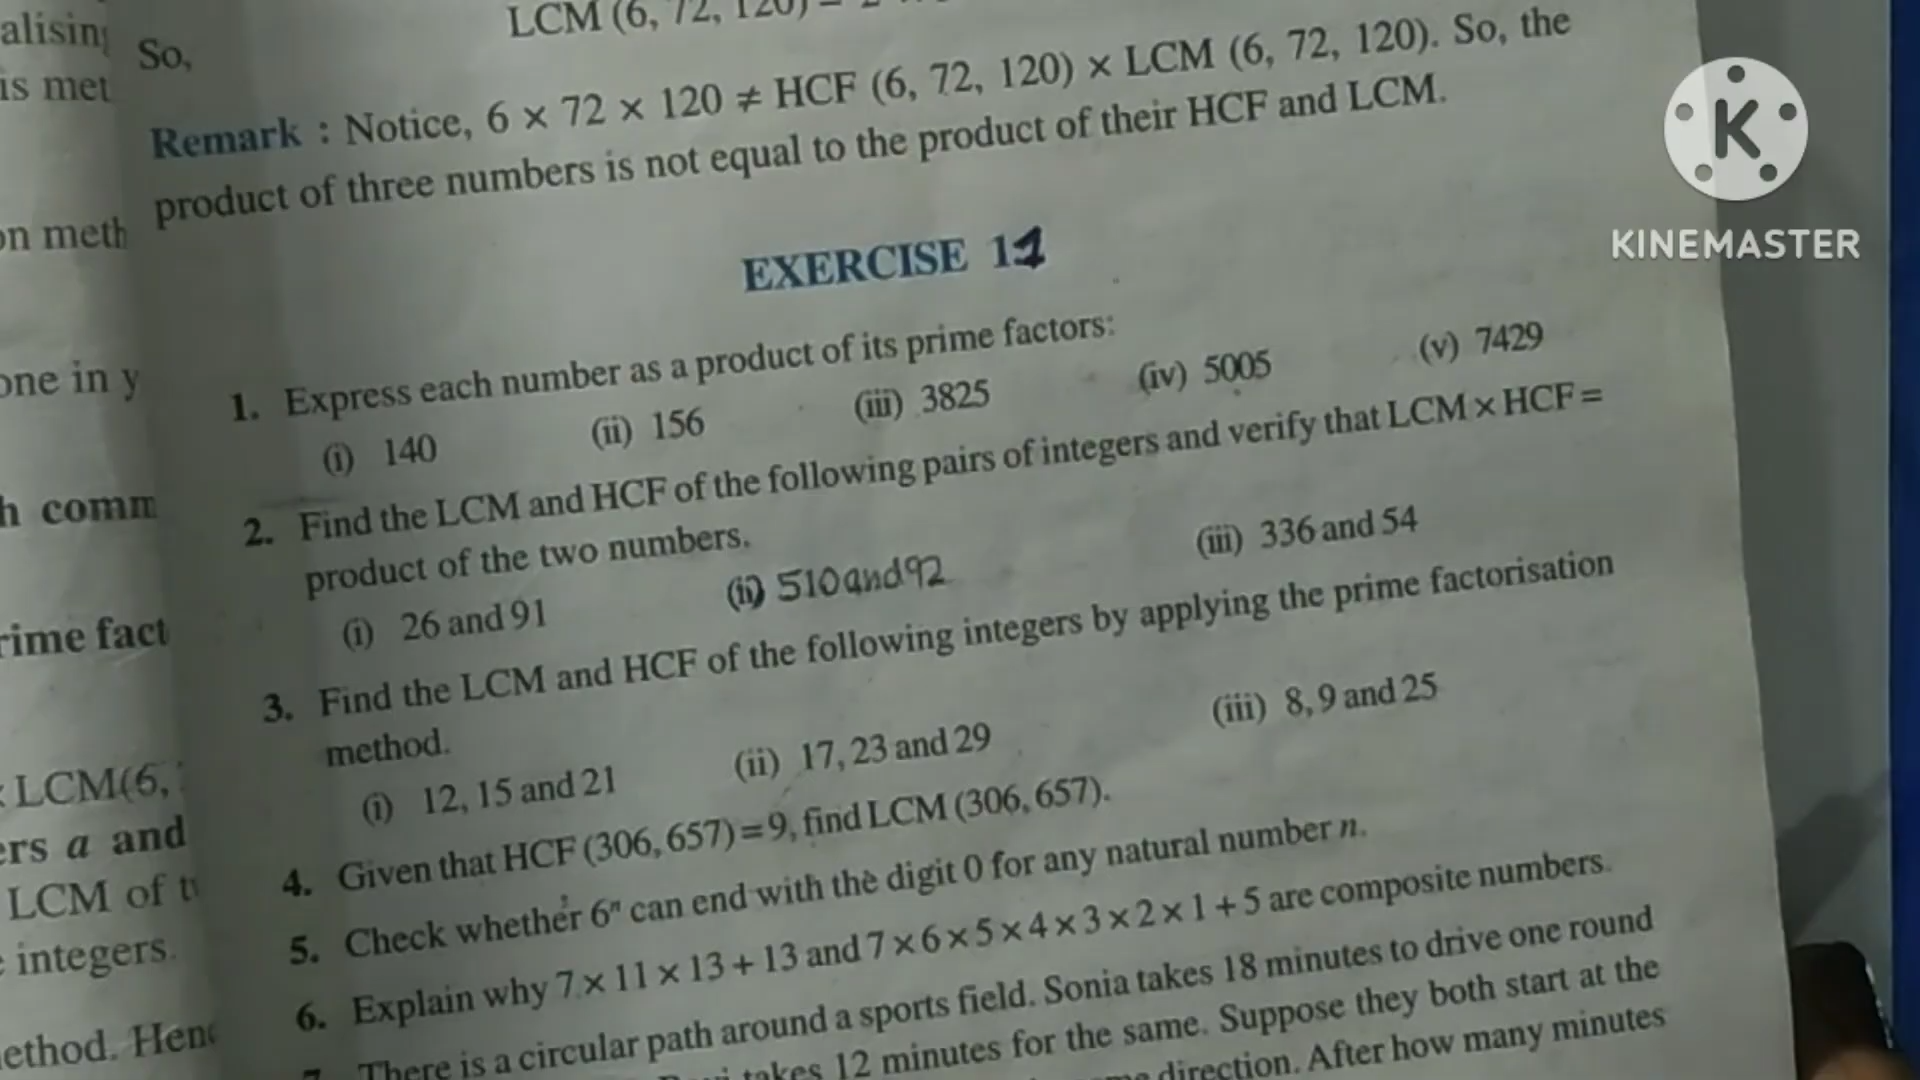 LCM (6, 72, 120)
alising
So,
is met
Remark : Notice, 6 × 72 × 120 ≠ HCF (6, 72, 120) × LCM (6, 72, 120). So, the
product of three numbers is not equal to the product of their HCF and LCM.
on meth
K
KINEMASTER
EXERCISE 11
one in y
1. Express each number as a product of its prime factors:
(i) 140 (ii) 156 (iii) 3825 (iv) 5005 (v) 7429
h comm
2. Find the LCM and HCF of the following pairs of integers and verify that LCM × HCF =
product of the two numbers.
(i) 26 and 91 (ii) 510 and 92 (iii) 336 and 54
rime fact
3. Find the LCM and HCF of the following integers by applying the prime factorisation
method.
(i) 12, 15 and 21 (ii) 17, 23 and 29 (iii) 8, 9 and 25
LCM(6,
4. Given that HCF (306, 657) = 9, find LCM (306, 657).
ers a and
5. Check whether 6ⁿ can end with the digit 0 for any natural number n.
LCM of t
6. Explain why 7 × 11 × 13 + 13 and 7 × 6 × 5 × 4 × 3 × 2 × 1 + 5 are composite numbers.
integers.
There is a circular path around a sports field. Sonia takes 18 minutes to drive one round
ethod. Hen
takes 12 minutes for the same. Suppose they both start at the
direction. After how many minutes